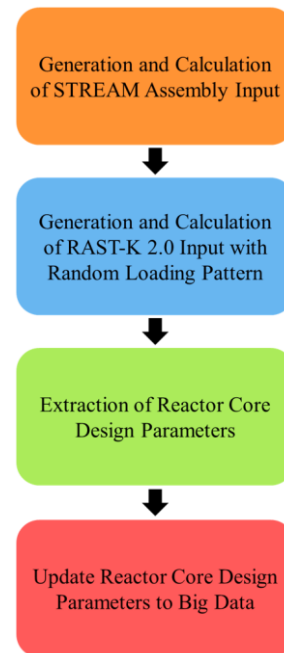 Generation and Calculation
of STREAM Assembly Input
Generation and Calculation
of RAST-K 2.0 Input with
Random Loading Pattern
Extraction of Reactor Core
Design Parameters
Update Reactor Core Design
Parameters to Big Data